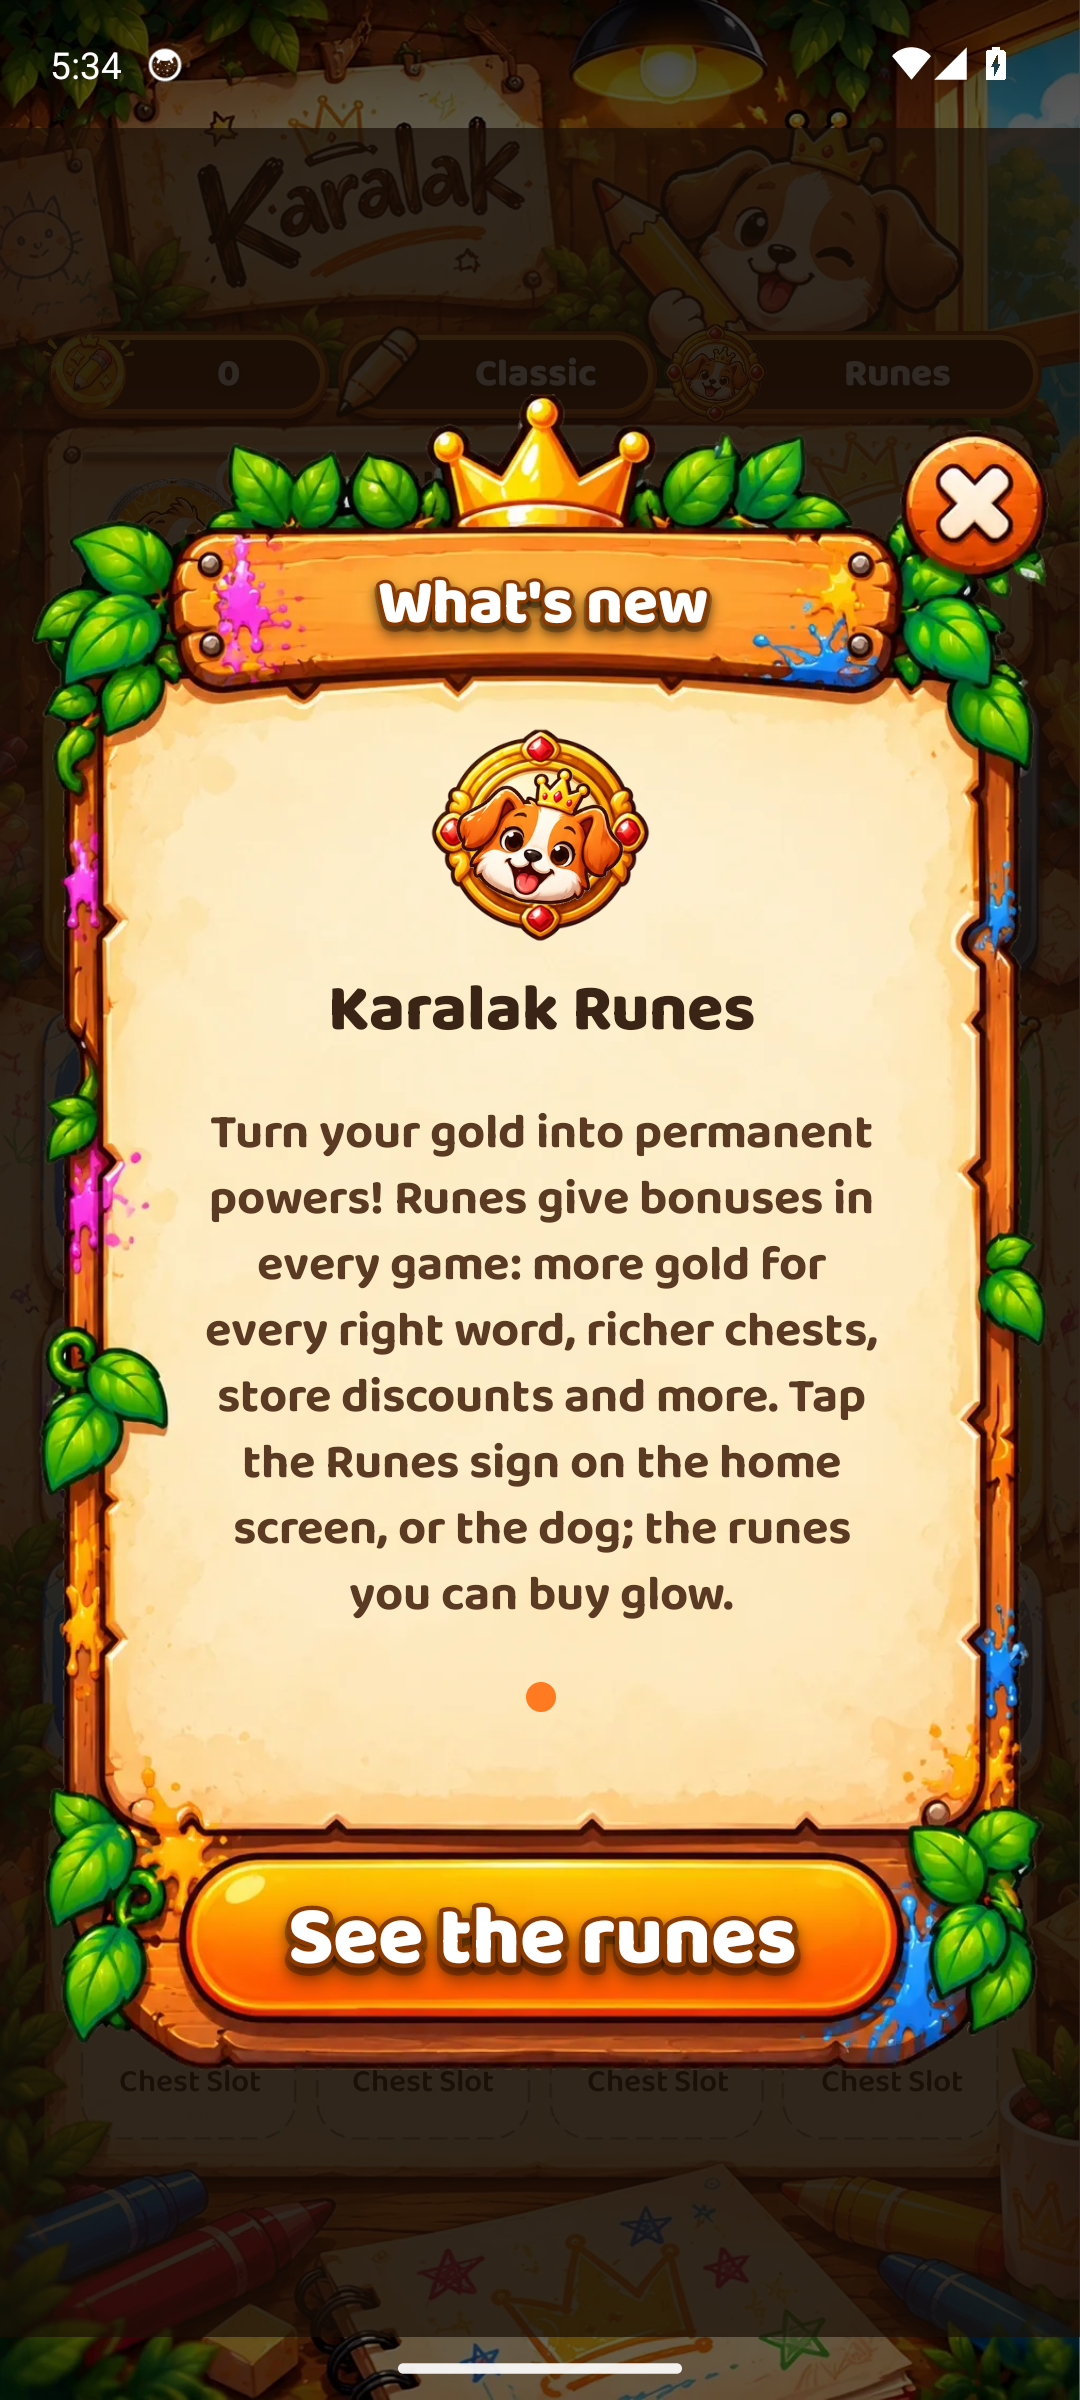 5:34
Karalak
0
Classic
Runes
What's new
Karalak Runes
Turn your gold into permanent
powers! Runes give bonuses in
every game: more gold for
every right word, richer chests,
store discounts and more. Tap
the Runes sign on the home
screen, or the dog; the runes
you can buy glow.
See the runes
Chest Slot
Chest Slot
Chest Slot
Chest Slot